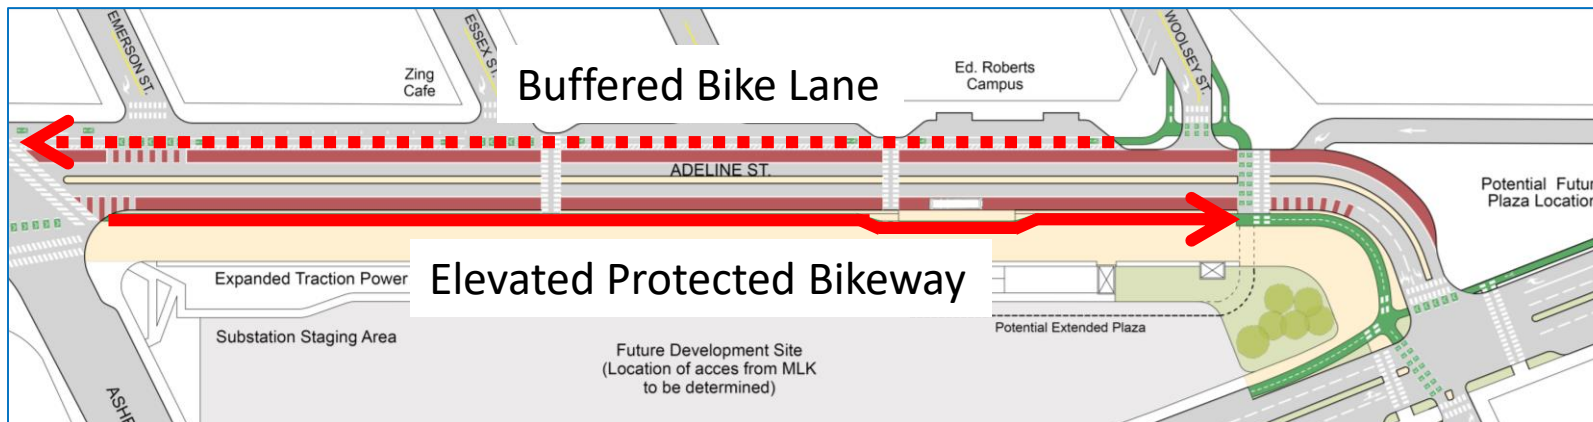 EMERSON ST.
ESSEX ST.
WOOLSEY ST.
Zing
Cafe
Buffered Bike Lane
Ed. Roberts
Campus
ADELINE ST.
Potential Futur
Plaza Location
Expanded Traction Power
Elevated Protected Bikeway
Substation Staging Area
Potential Extended Plaza
Future Development Site
(Location of acces from MLK
to be determined)
ASH